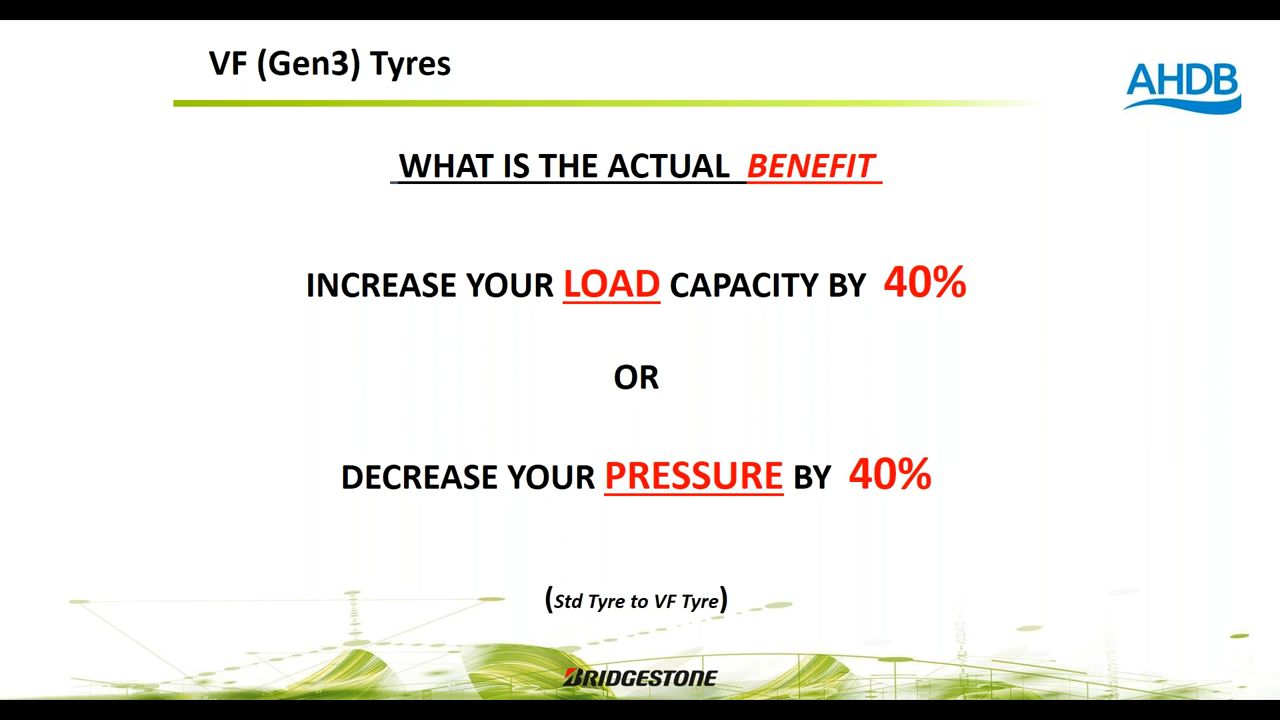 VF (Gen3) Tyres
AHDB
WHAT IS THE ACTUAL BENEFIT
INCREASE YOUR LOAD CAPACITY BY 40%
OR
DECREASE YOUR PRESSURE BY 40%
(Std Tyre to VF Tyre)
BRIDGESTONE